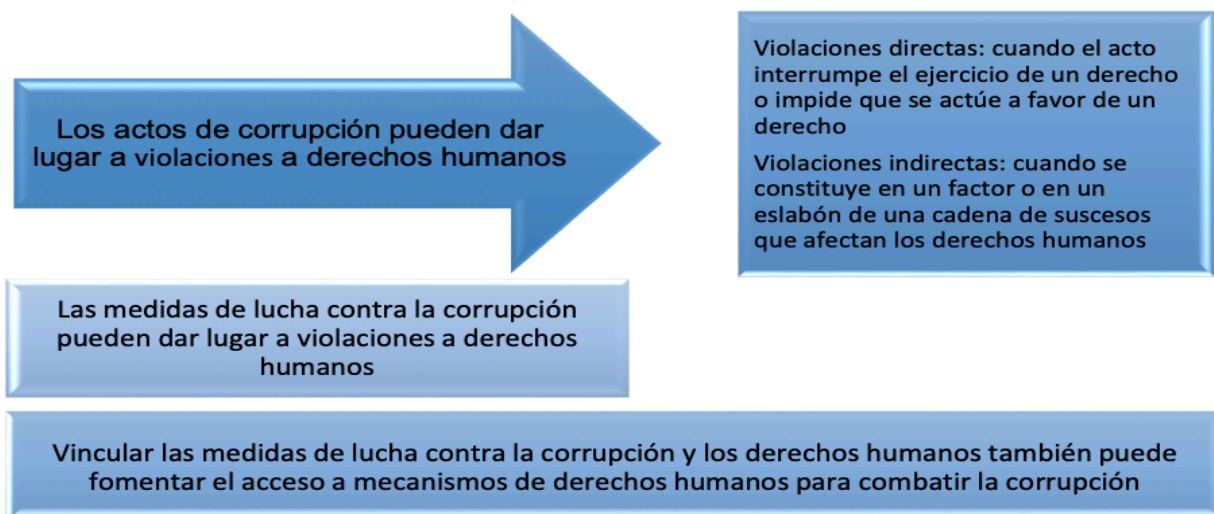 Los actos de corrupción pueden dar
lugar a violaciones a derechos humanos
Violaciones directas: cuando el acto
interrumpe el ejercicio de un derecho
o impide que se actúe a favor de un
derecho
Violaciones indirectas: cuando se
constituye en un factor o en un
eslabón de una cadena de suscesos
que afectan los derechos humanos
Las medidas de lucha contra la corrupción
pueden dar lugar a violaciones a derechos
humanos
Vincular las medidas de lucha contra la corrupción y los derechos humanos también puede
fomentar el acceso a mecanismos de derechos humanos para combatir la corrupción